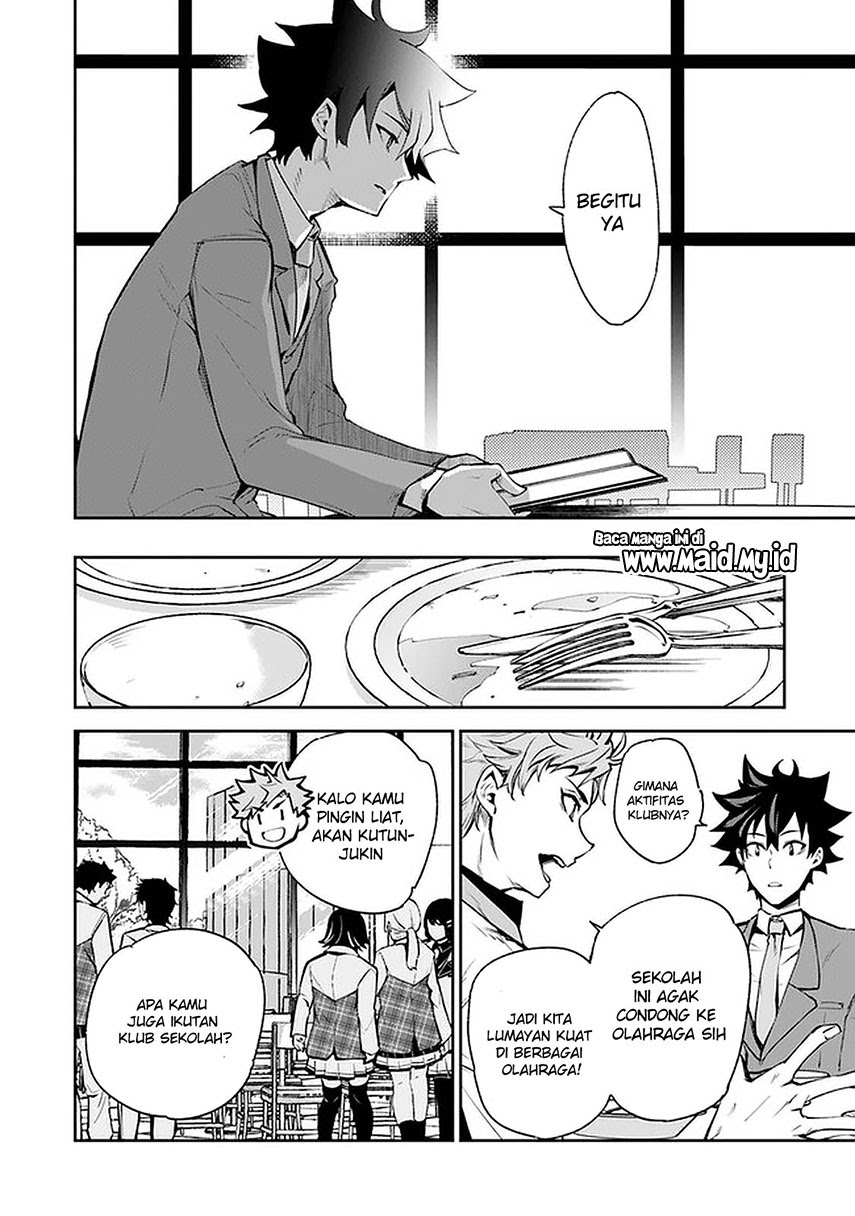 BEGITU
YA
Baca Manga ini di
www.Maid.My.id
GIMANA
AKTIFITAS
KLUBNYA?
SEKOLAH
INI AGAK
CONDONG KE
OLAHRAGA SIH
JADI KITA
LUMAYAN KUAT
DI BERBAGAI
OLAHRAGA!
KALO KAMU
PINGIN LIAT,
AKAN KUTUN-
JUKIN
APA KAMU
JUGA IKUTAN
KLUB SEKOLAH?